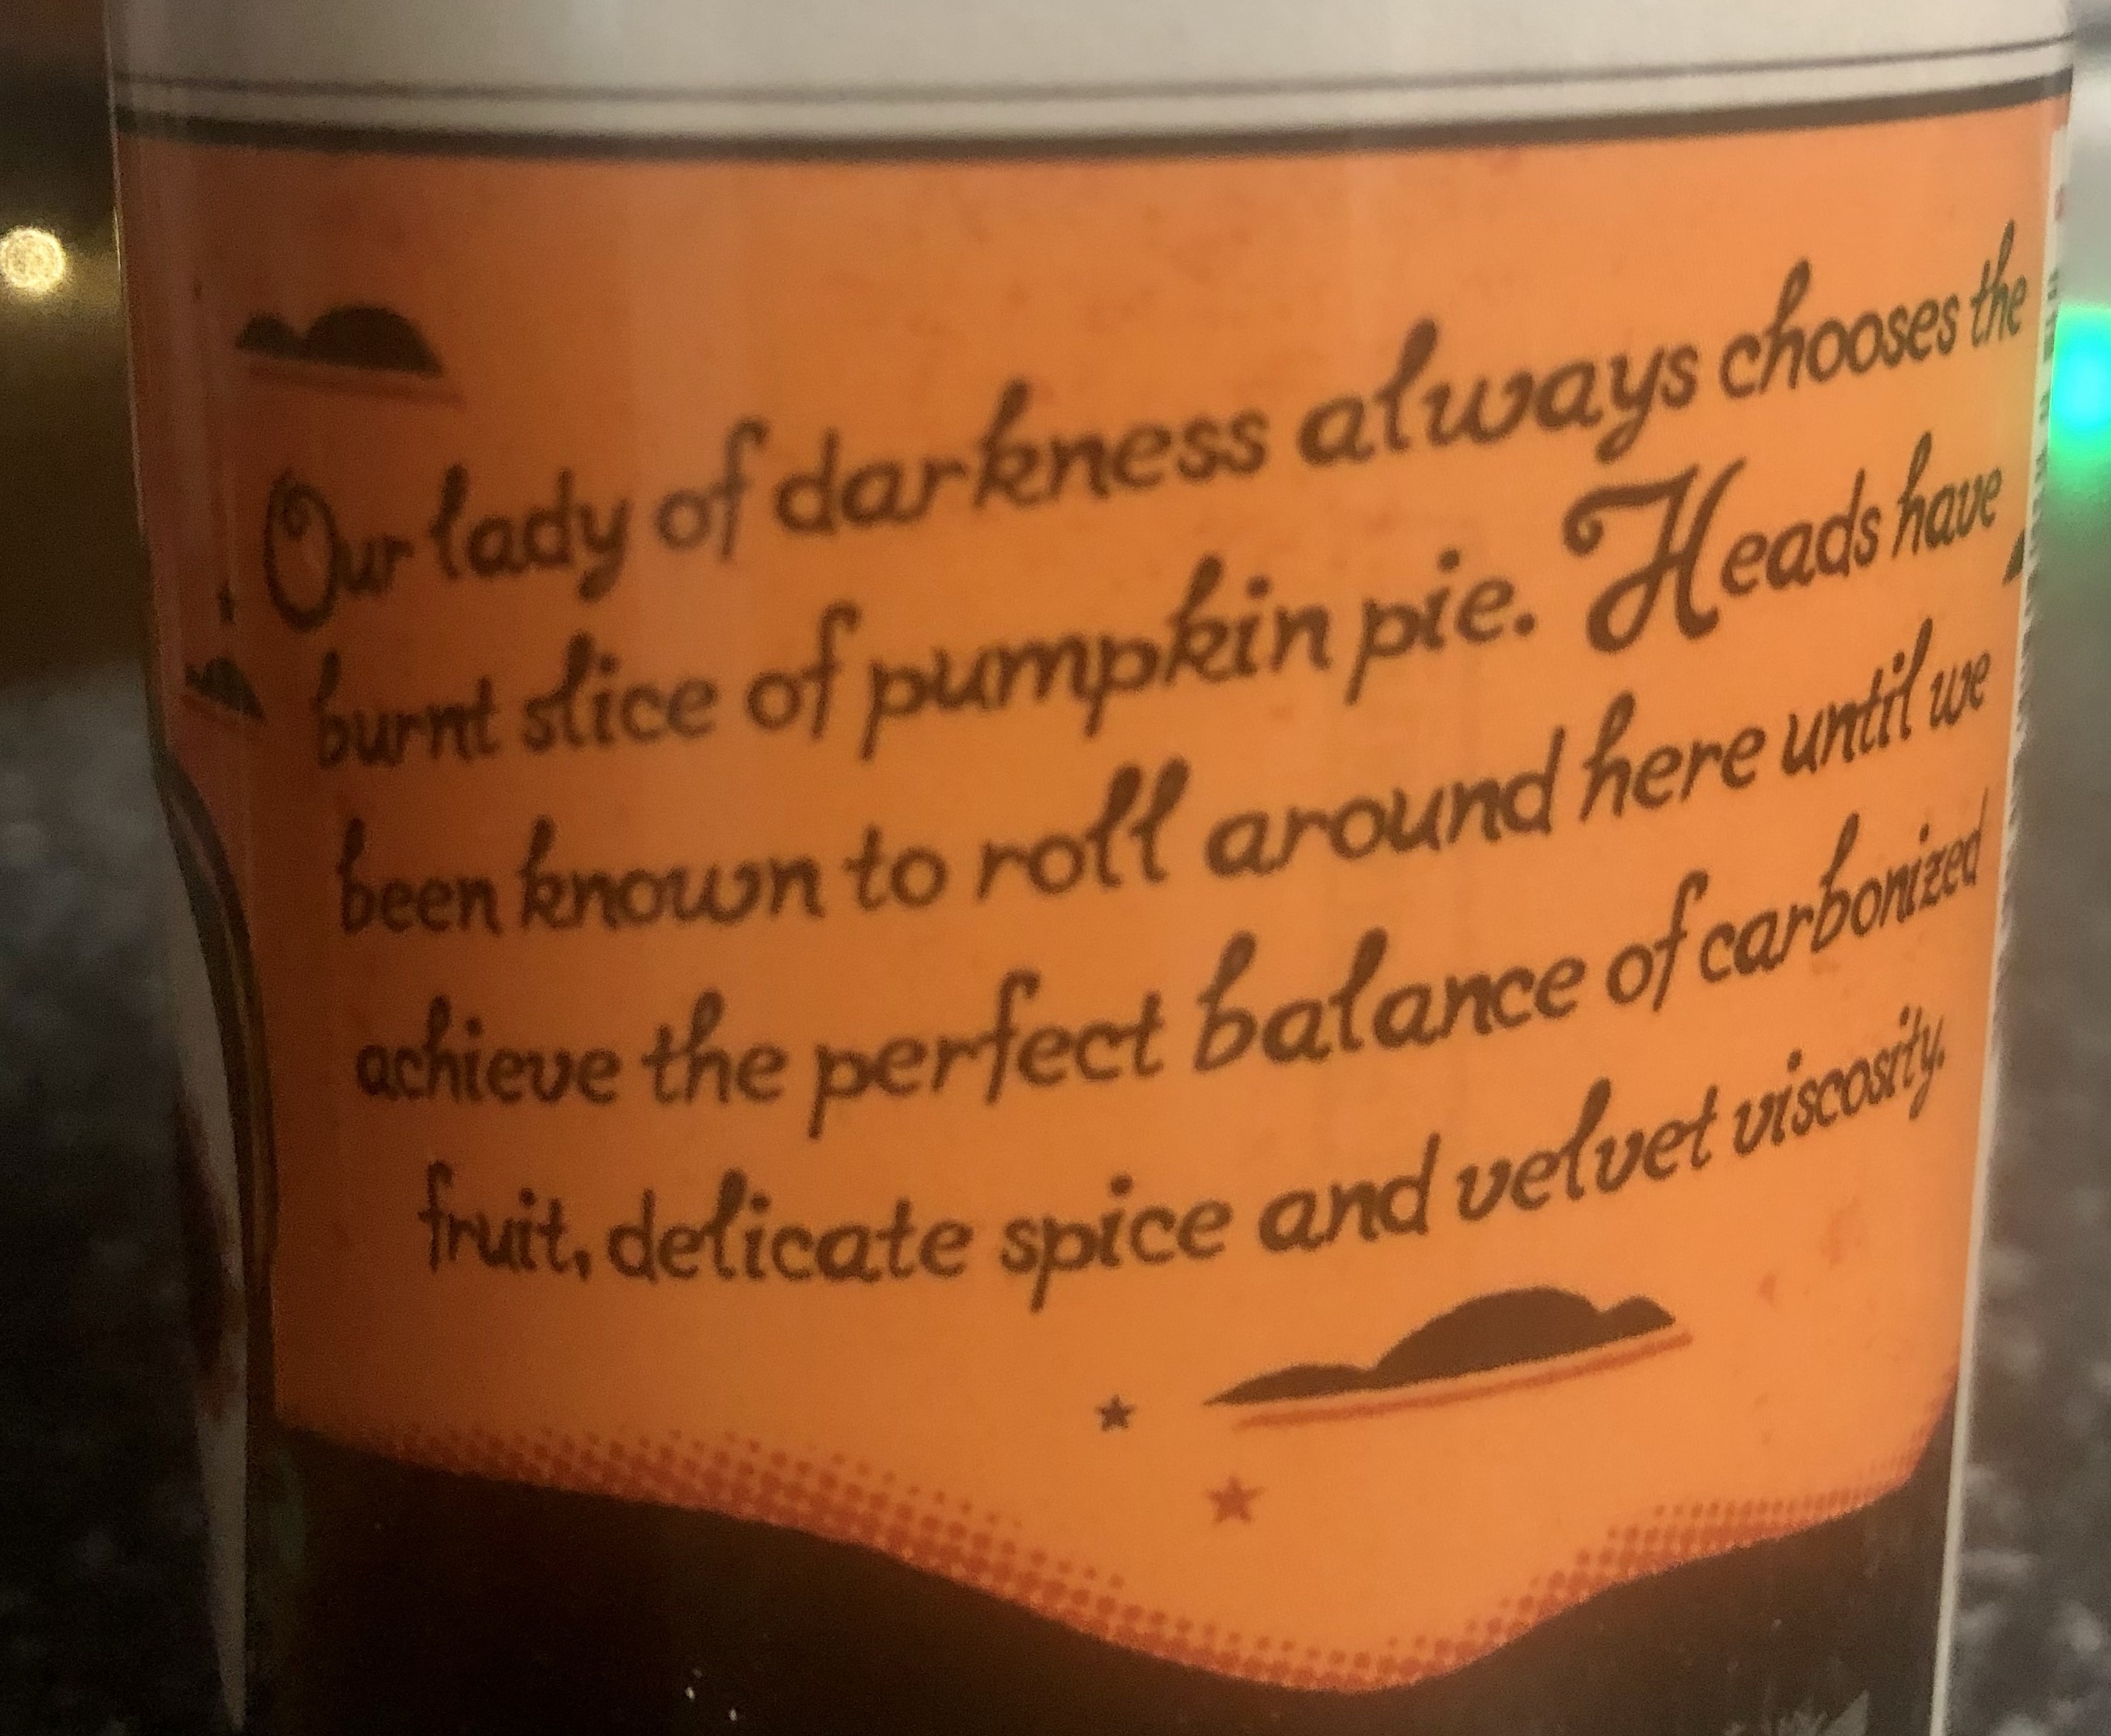 Our lady of darkness always chooses the
burnt slice of pumpkin pie. Heads have
been known to roll around here until we
achieve the perfect balance of carbonized
fruit, delicate spice and velvet viscosity.